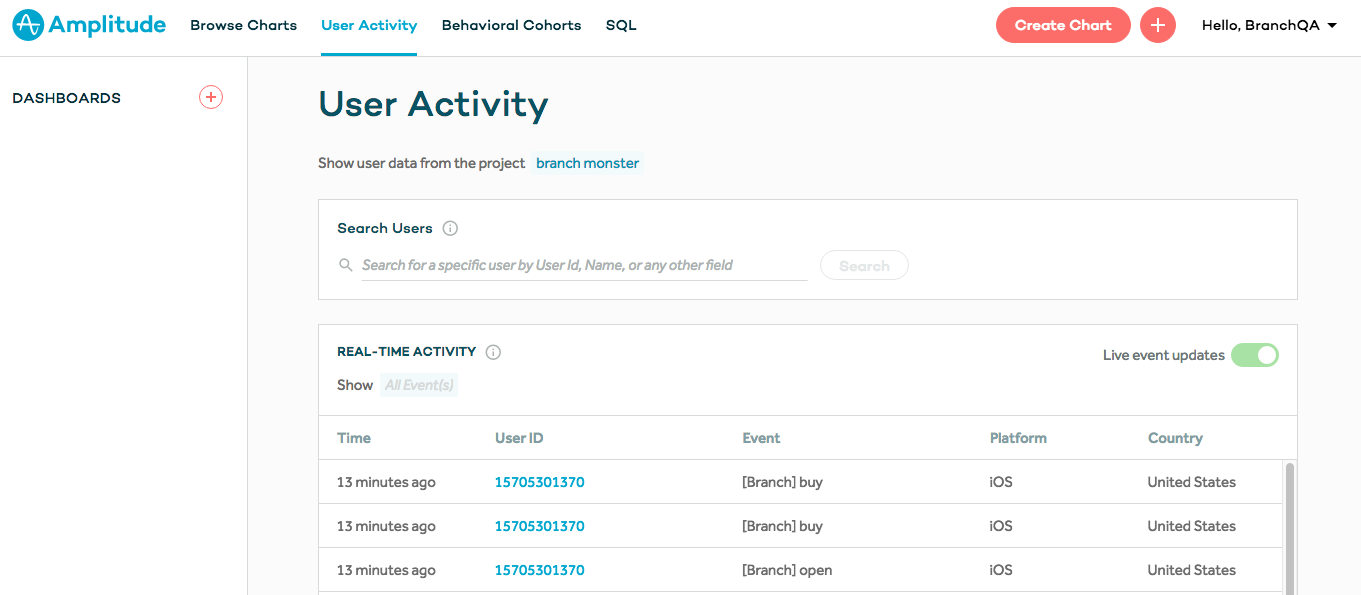 Amplitude Browse Charts User Activity Behavioral Cohorts SQL Create Chart + Hello, BranchQA
DASHBOARDS +
User Activity
Show user data from the project branch monster
Search Users
Search for a specific user by User Id, Name, or any other field Search
REAL-TIME ACTIVITY Live event updates
Show All Event(s)
Time User ID Event Platform Country
13 minutes ago 15705301370 [Branch] buy iOS United States
13 minutes ago 15705301370 [Branch] buy iOS United States
13 minutes ago 15705301370 [Branch] open iOS United States